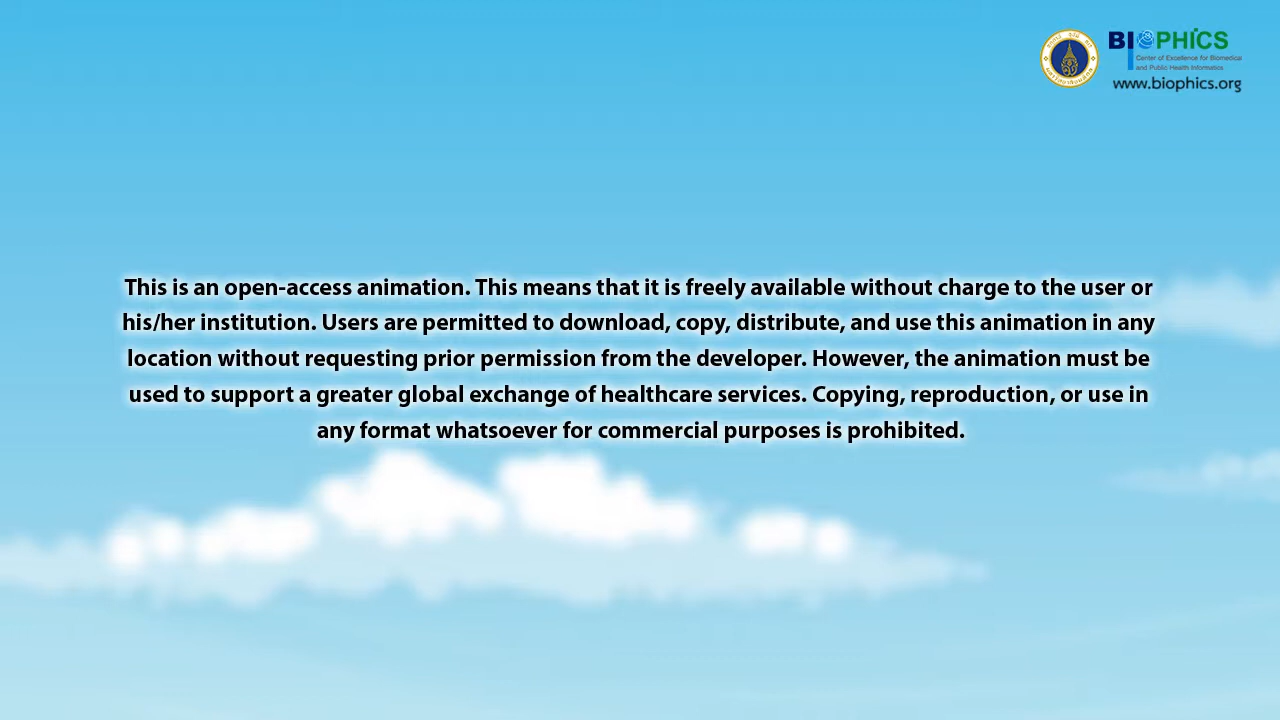 BIOPHICS
Center of Excellence for Biomedical
and Public Health Informatics
www.biophics.org
This is an open-access animation. This means that it is freely available without charge to the user or
his/her institution. Users are permitted to download, copy, distribute, and use this animation in any
location without requesting prior permission from the developer. However, the animation must be
used to support a greater global exchange of healthcare services. Copying, reproduction, or use in
any format whatsoever for commercial purposes is prohibited.